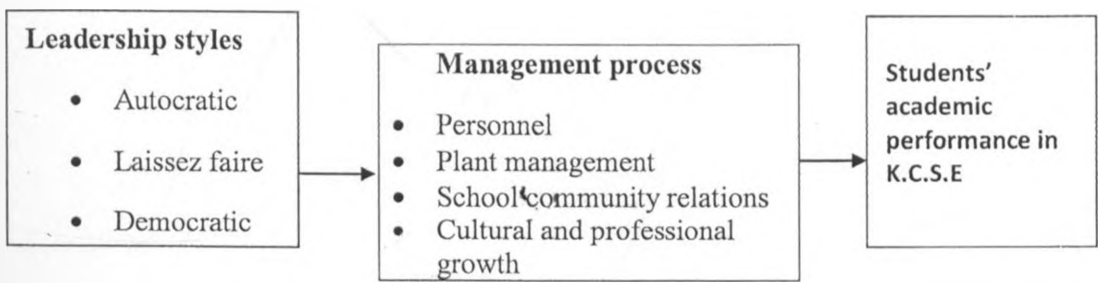 Leadership styles
• Autocratic
• Laissez faire
• Democratic
Management process
• Personnel
• Plant management
• School community relations
• Cultural and professional
growth
Students'
academic
performance in
K.C.S.E